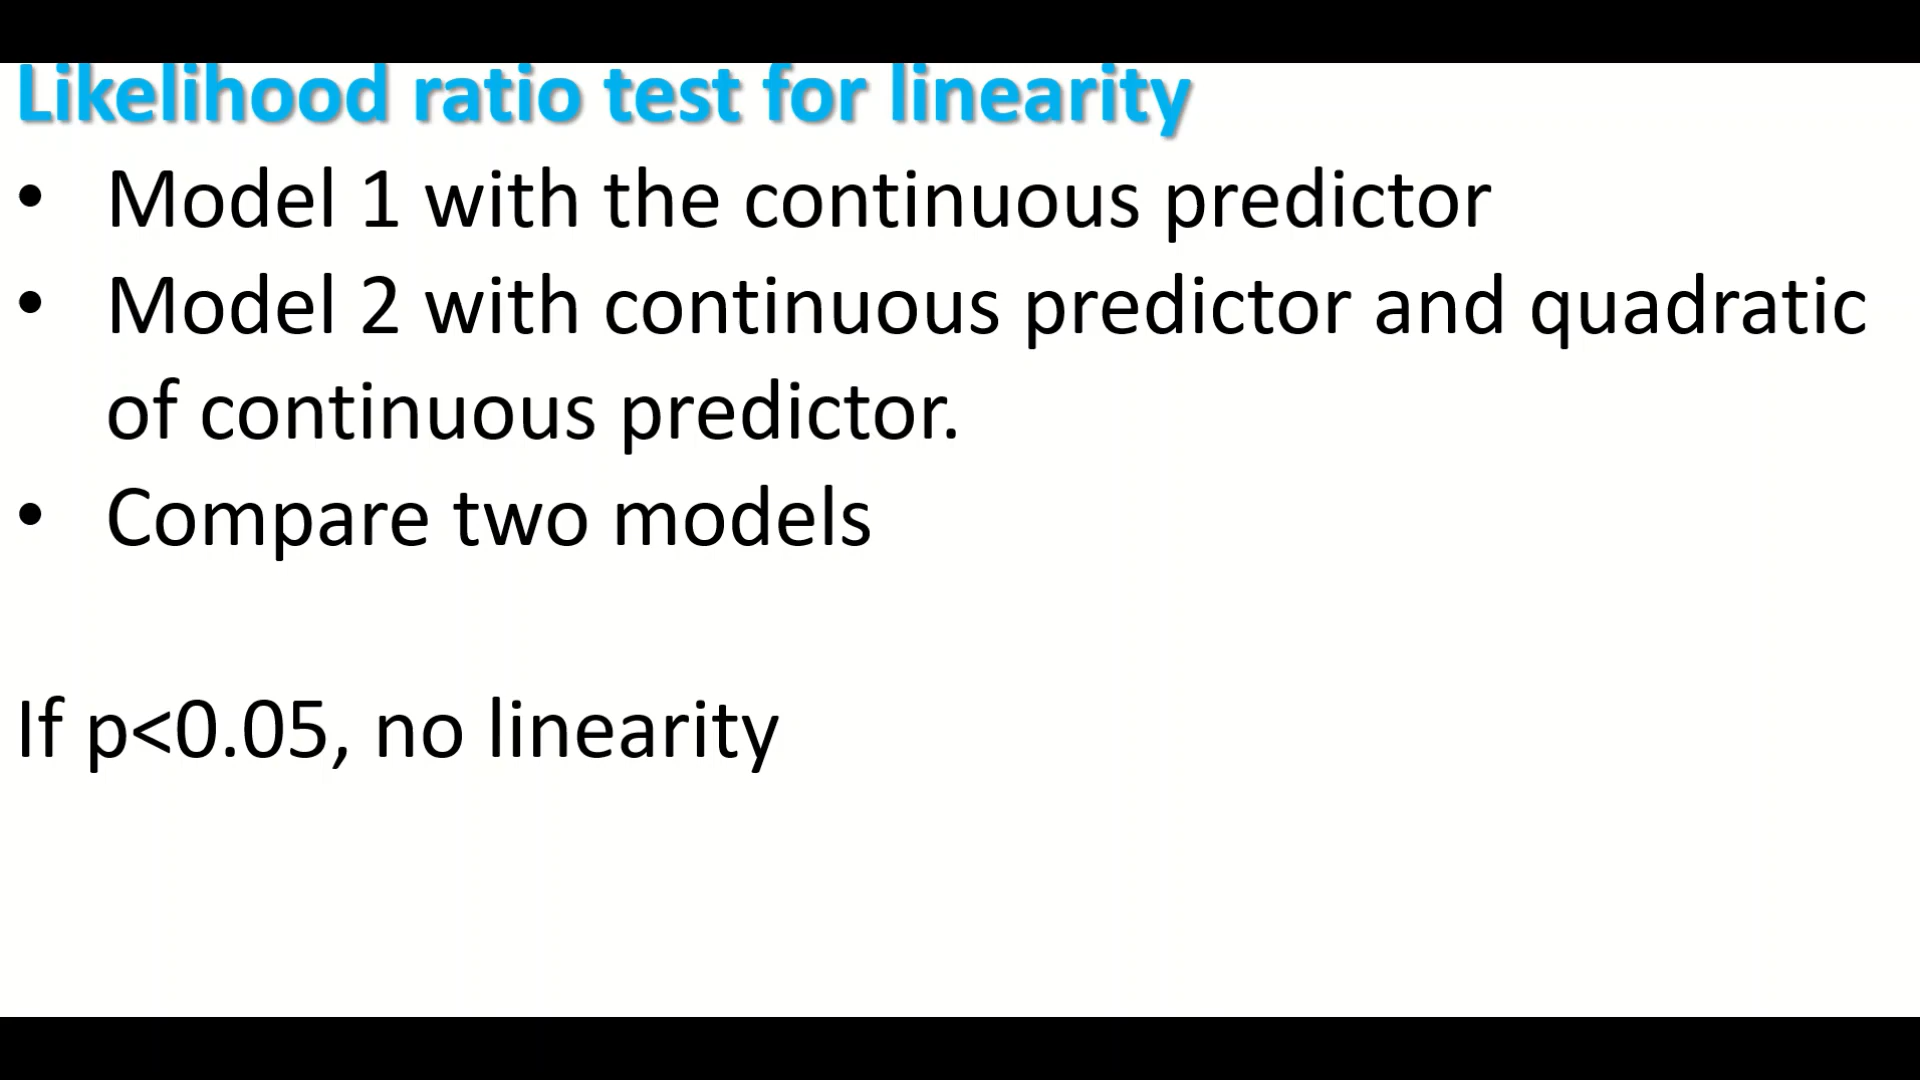 Likelihood ratio test for linearity
• Model 1 with the continuous predictor
• Model 2 with continuous predictor and quadratic
of continuous predictor.
• Compare two models
If p<0.05, no linearity